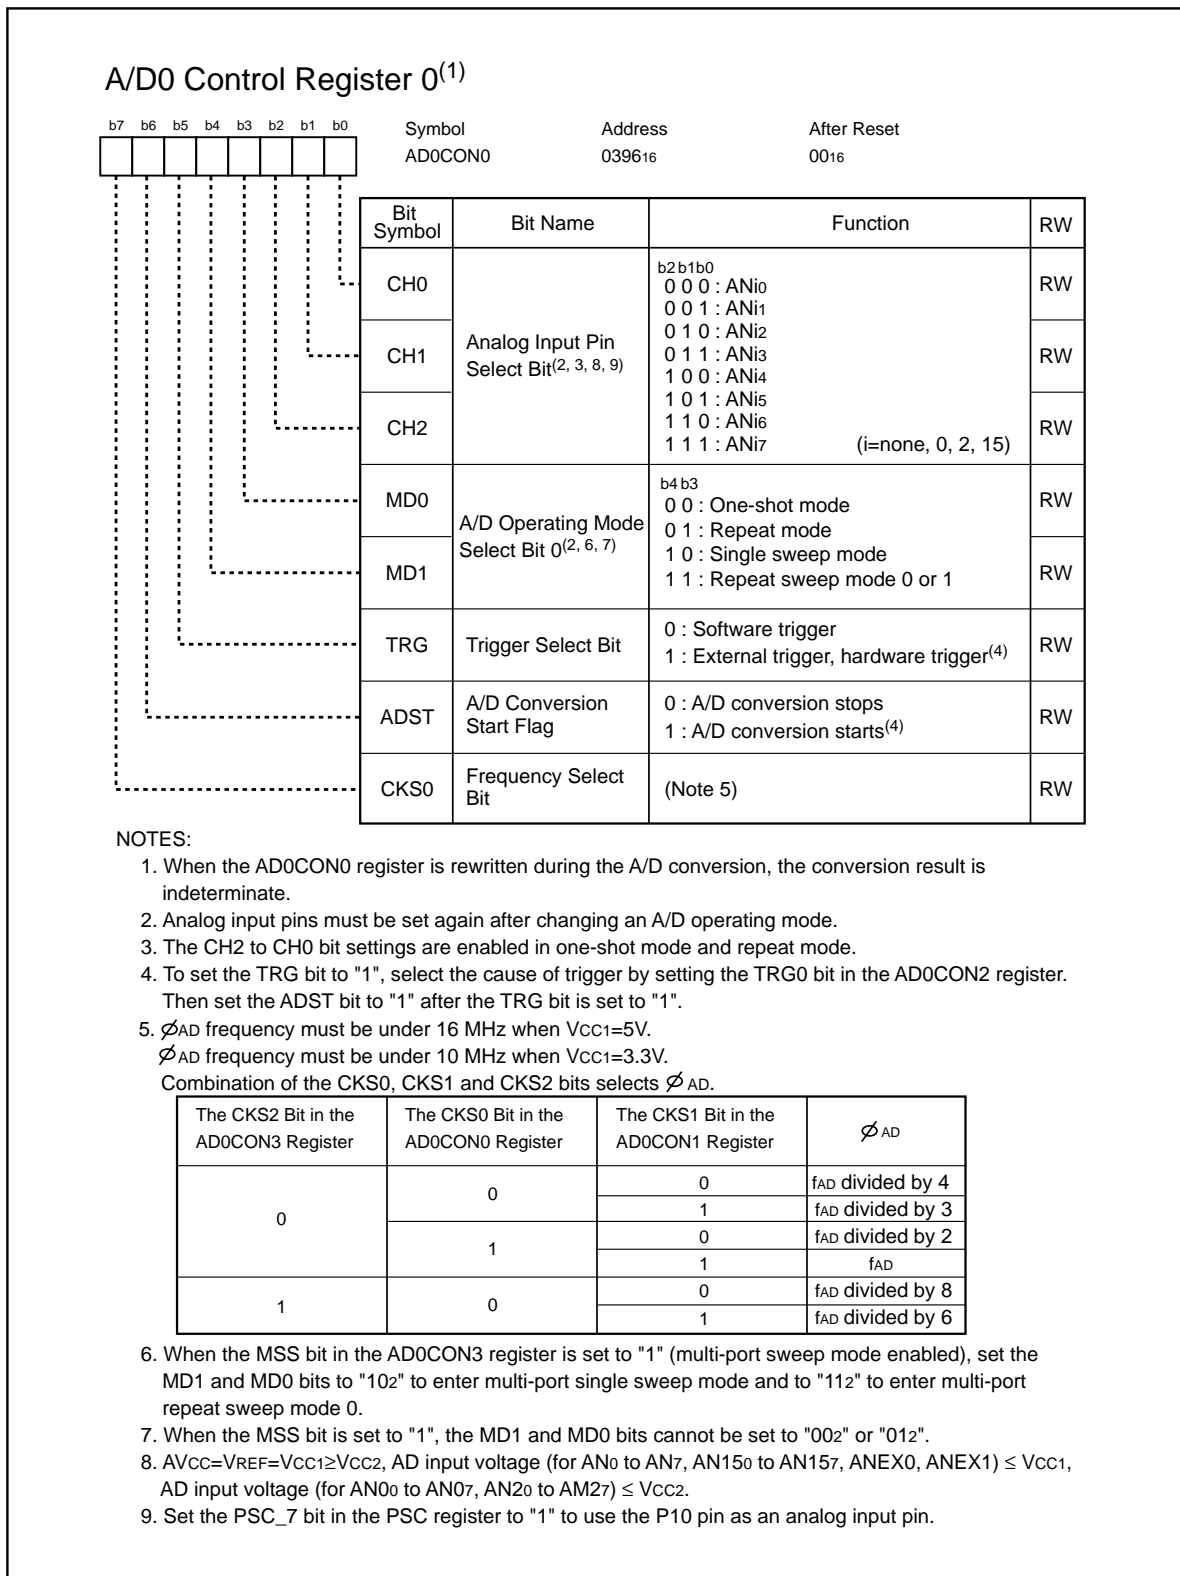 A/D0 Control Register 0(1)
b7 b6 b5 b4 b3 b2 b1 b0
Symbol Address After Reset
AD0CON0 039616 0016
Bit Symbol Bit Name Function RW
CH0 RW
CH1 RW
CH2 RW
Analog Input Pin
Select Bit(2, 3, 8, 9)
b2 b1 b0
0 0 0 : ANi0
0 0 1 : ANi1
0 1 0 : ANi2
0 1 1 : ANi3
1 0 0 : ANi4
1 0 1 : ANi5
1 1 0 : ANi6
1 1 1 : ANi7 (i=none, 0, 2, 15)
MD0 RW
MD1 RW
A/D Operating Mode
Select Bit 0(2, 6, 7)
b4 b3
0 0 : One-shot mode
0 1 : Repeat mode
1 0 : Single sweep mode
1 1 : Repeat sweep mode 0 or 1
TRG Trigger Select Bit RW
0 : Software trigger
1 : External trigger, hardware trigger(4)
ADST RW
A/D Conversion
Start Flag
0 : A/D conversion stops
1 : A/D conversion starts(4)
CKS0 RW
Frequency Select
Bit
(Note 5)
NOTES:
1. When the AD0CON0 register is rewritten during the A/D conversion, the conversion result is
indeterminate.
2. Analog input pins must be set again after changing an A/D operating mode.
3. The CH2 to CH0 bit settings are enabled in one-shot mode and repeat mode.
4. To set the TRG bit to "1", select the cause of trigger by setting the TRG0 bit in the AD0CON2 register.
Then set the ADST bit to "1" after the TRG bit is set to "1".
5. ØAD frequency must be under 16 MHz when VCC1=5V.
ØAD frequency must be under 10 MHz when VCC1=3.3V.
Combination of the CKS0, CKS1 and CKS2 bits selects ØAD.
The CKS2 Bit in the The CKS0 Bit in the The CKS1 Bit in the ØAD
AD0CON3 Register AD0CON0 Register AD0CON1 Register
0 0 0 fAD divided by 4
1 fAD divided by 3
1 0 fAD divided by 2
1 fAD
1 0 0 fAD divided by 8
1 fAD divided by 6
6. When the MSS bit in the AD0CON3 register is set to "1" (multi-port sweep mode enabled), set the
MD1 and MD0 bits to "102" to enter multi-port single sweep mode and to "112" to enter multi-port
repeat sweep mode 0.
7. When the MSS bit is set to "1", the MD1 and MD0 bits cannot be set to "002" or "012".
8. AVCC=VREF=VCC1≥VCC2, AD input voltage (for AN0 to AN7, AN150 to AN157, ANEX0, ANEX1) ≤ VCC1,
AD input voltage (for AN00 to AN07, AN20 to AM27) ≤ VCC2.
9. Set the PSC_7 bit in the PSC register to "1" to use the P10 pin as an analog input pin.